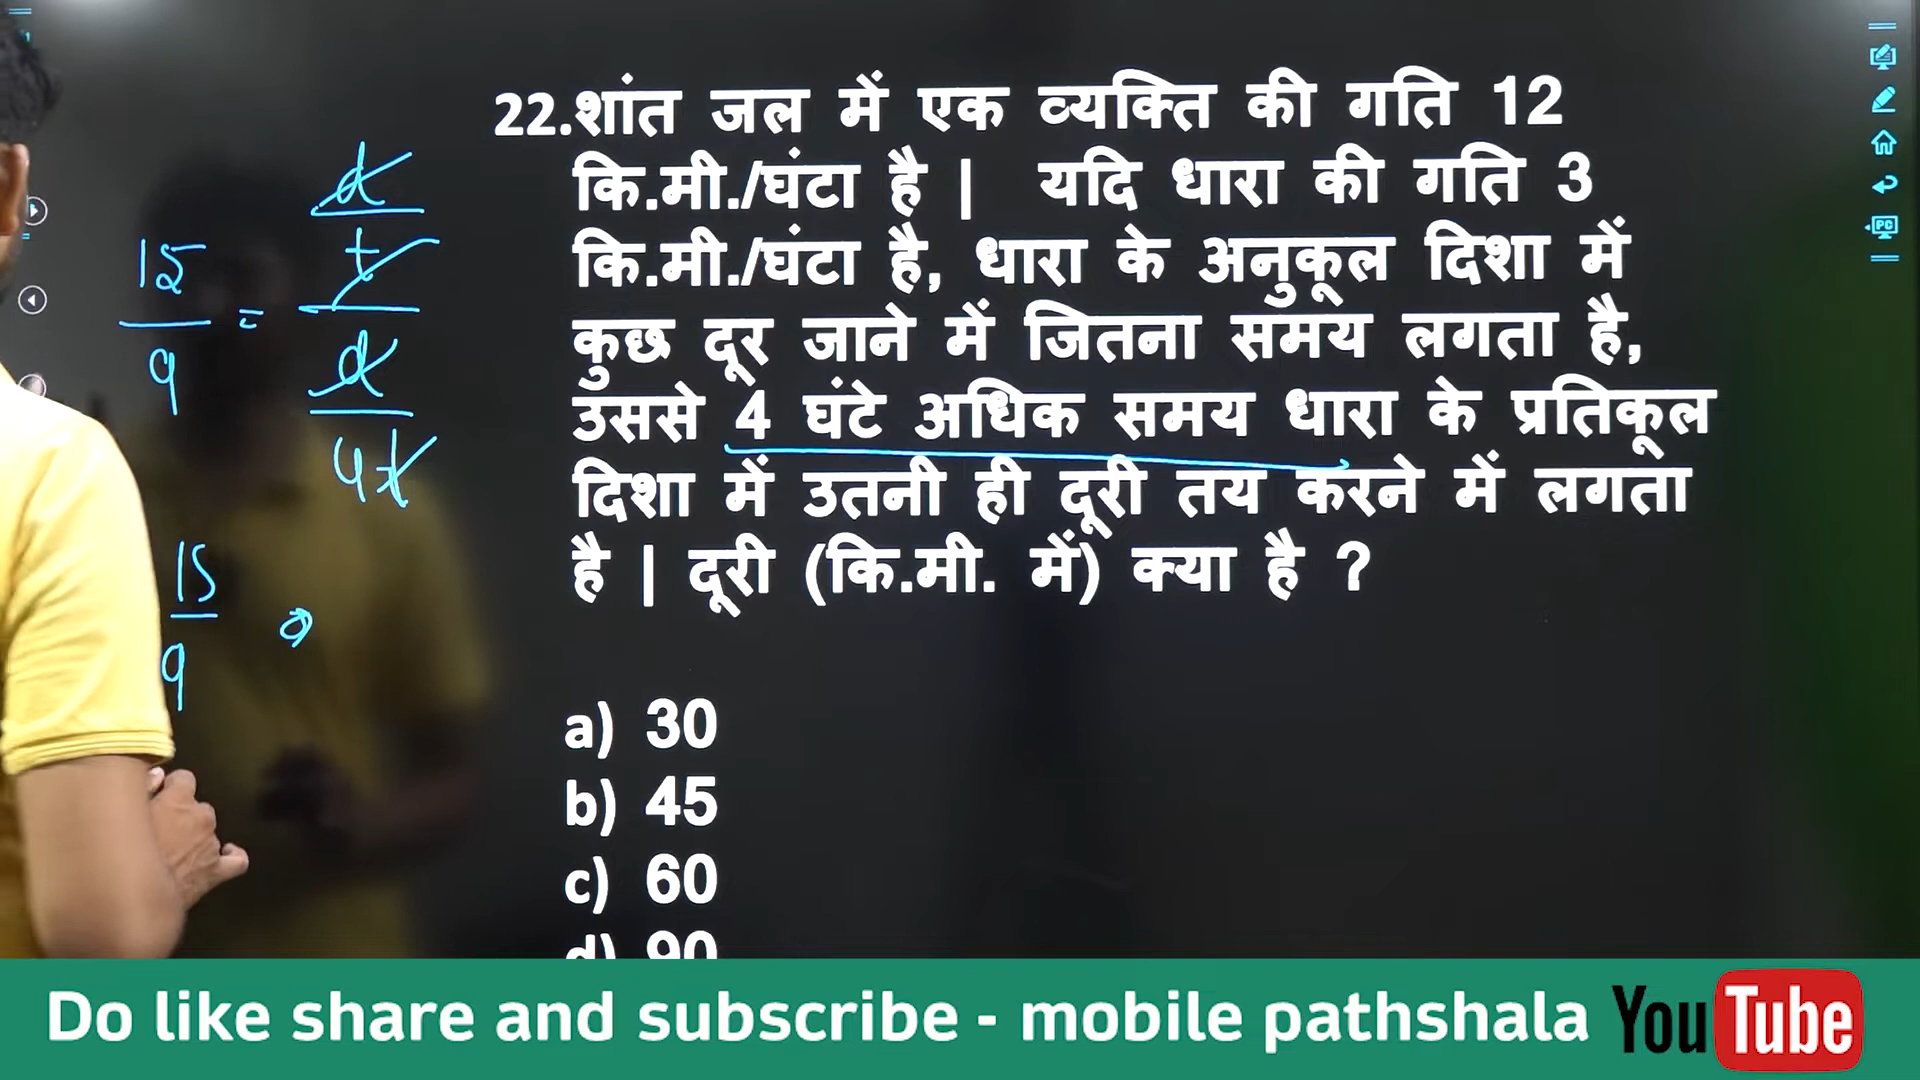 22.शांत जल में एक व्यक्ति की गति 12
कि.मी./घंटा है | यदि धारा की गति 3
कि.मी./घंटा है, धारा के अनुकूल दिशा में
कुछ दूर जाने में जितना समय लगता है,
उससे 4 घंटे अधिक समय धारा के प्रतिकूल
दिशा में उतनी ही दूरी तय करने में लगता
है | दूरी (कि.मी. में) क्या है ?
a) 30
b) 45
c) 60
d) 90
15
9
=
d
t
d
4t
15
9
PC
Do like share and subscribe - mobile pathshala YouTube